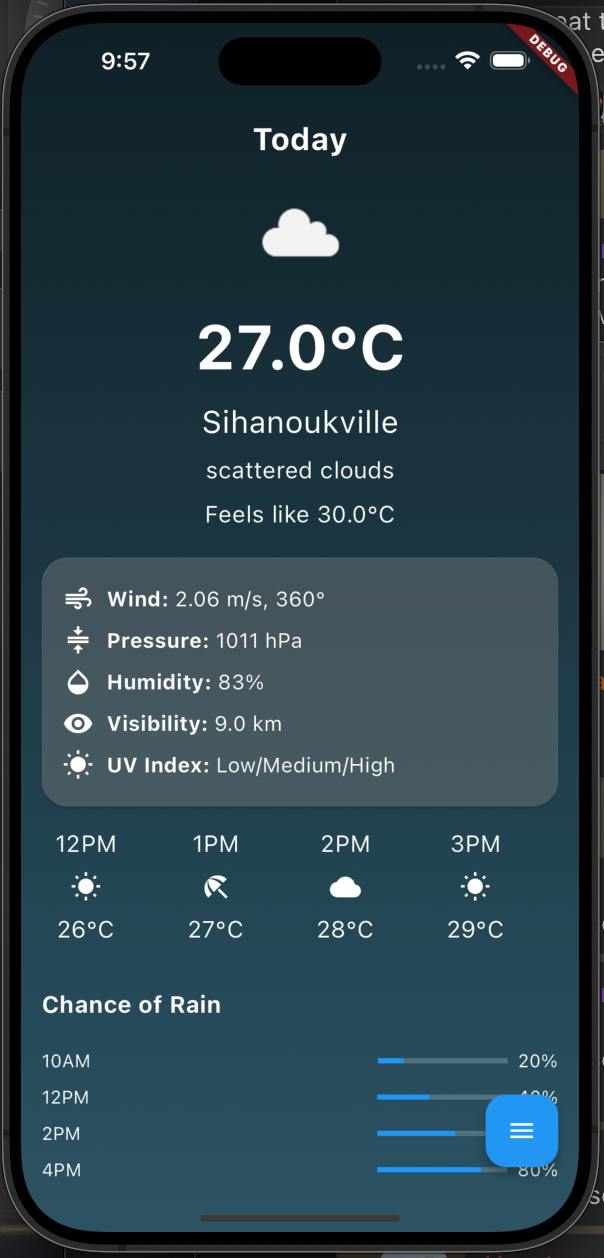 9:57
DEBUG
Today
27.0°C
Sihanoukville
scattered clouds
Feels like 30.0°C
Wind: 2.06 m/s, 360°
Pressure: 1011 hPa
Humidity: 83%
Visibility: 9.0 km
UV Index: Low/Medium/High
12PM 1PM 2PM 3PM
26°C 27°C 28°C 29°C
Chance of Rain
10AM 20%
12PM 40%
2PM
4PM 80%